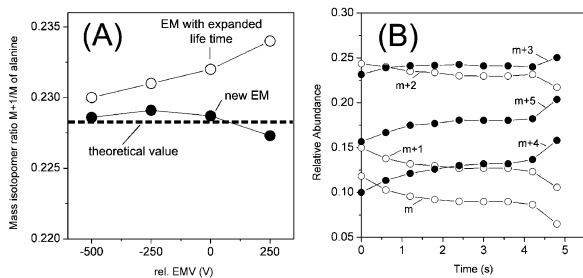 (A)
EM with expanded
life time
new EM
theoretical value
Mass isotopomer ratio M+1/M of alanine
0.235
0.230
0.225
0.220
-500
-250
0
250
rel. EMV (V)
(B)
m+3
m+2
m+5
m+1
m+4
m
Relative Abundance
0.25
0.20
0.15
0.10
0.05
0
1
2
3
4
5
Time (s)